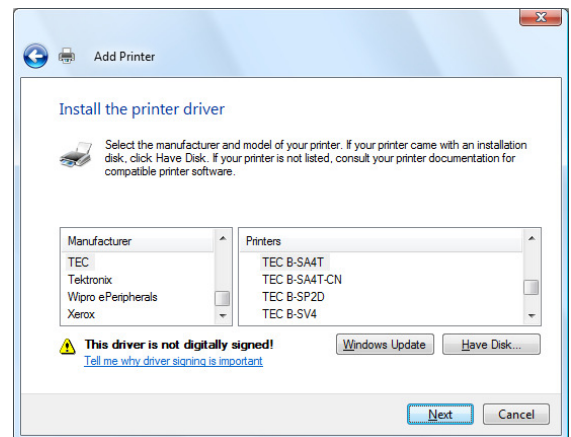 Add Printer
Install the printer driver
Select the manufacturer and model of your printer. If your printer came with an installation
disk, click Have Disk. If your printer is not listed, consult your printer documentation for
compatible printer software.
Manufacturer
TEC
Tektronix
Wipro ePeripherals
Xerox
Printers
TEC B-SA4T
TEC B-SA4T-CN
TEC B-SP2D
TEC B-SV4
This driver is not digitally signed!
Tell me why driver signing is important
Windows Update
Have Disk...
Next
Cancel